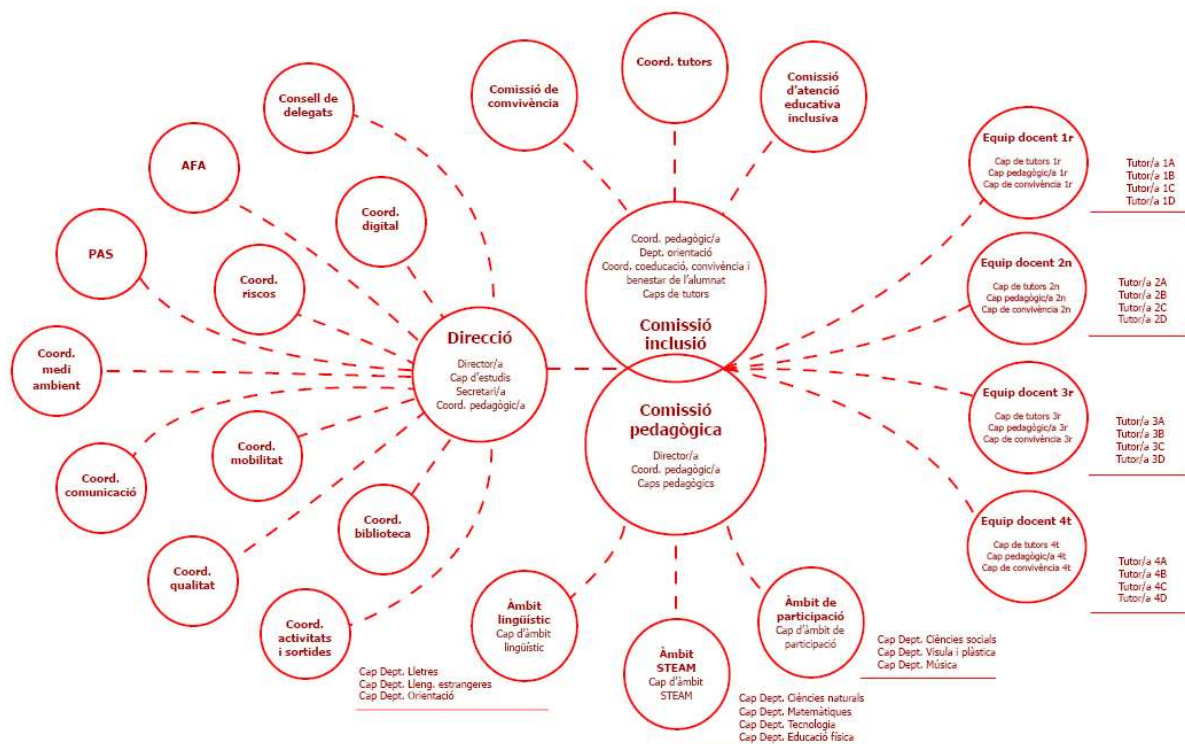 Consell de
delegats
AFA
PAS
Coord.
medi
ambient
Coord.
comunicació
Coord.
qualitat
Coord.
activitats
i sortides
Coord.
digital
Coord.
riscos
Coord.
mobilitat
Coord.
biblioteca
Direcció
Director/a
Cap d'estudis
Secretari/a
Coord. pedagògic/a
Comissió de
comvivència
Coord. tutors
Comissió
d'atenció
educativa
inclusiva
Coord. pedagògic/a
Dept. orientació
Coord. coeducació, convivència i
benestar de l'alumnat
Caps de tutors
Comissió
inclusió
Comissió
pedagògica
Director/a
Coord. pedagògic/a
Caps pedagògics
Equip docent 1r
Cap de tutors 1r
Cap pedagògic/a 1r
Cap de convivència 1r
Tutor/a 1A
Tutor/a 1B
Tutor/a 1C
Tutor/a 1D
Equip docent 2n
Cap de tutors 2n
Cap pedagògic/a 2n
Cap de convivència 2n
Tutor/a 2A
Tutor/a 2B
Tutor/a 2C
Tutor/a 2D
Equip docent 3r
Cap de tutors 3r
Cap pedagògic/a 3r
Cap de convivència 3r
Tutor/a 3A
Tutor/a 3B
Tutor/a 3C
Tutor/a 3D
Equip docent 4t
Cap de tutors 4t
Cap pedagògic/a 4t
Cap de convivència 4t
Tutor/a 4A
Tutor/a 4B
Tutor/a 4C
Tutor/a 4D
Àmbit
lingüístic
Cap d'àmbit
lingüístic
Cap Dept. Lletres
Cap Dept. Lleng. estrangeres
Cap Dept. Orientació
Àmbit
STEAM
Cap d'àmbit
STEAM
Cap Dept. Ciències naturals
Cap Dept. Matemàtiques
Cap Dept. Tecnologia
Cap Dept. Educació física
Àmbit de
participació
Cap d'àmbit de
participació
Cap Dept. Ciències socials
Cap Dept. Visula i plàstica
Cap Dept. Música